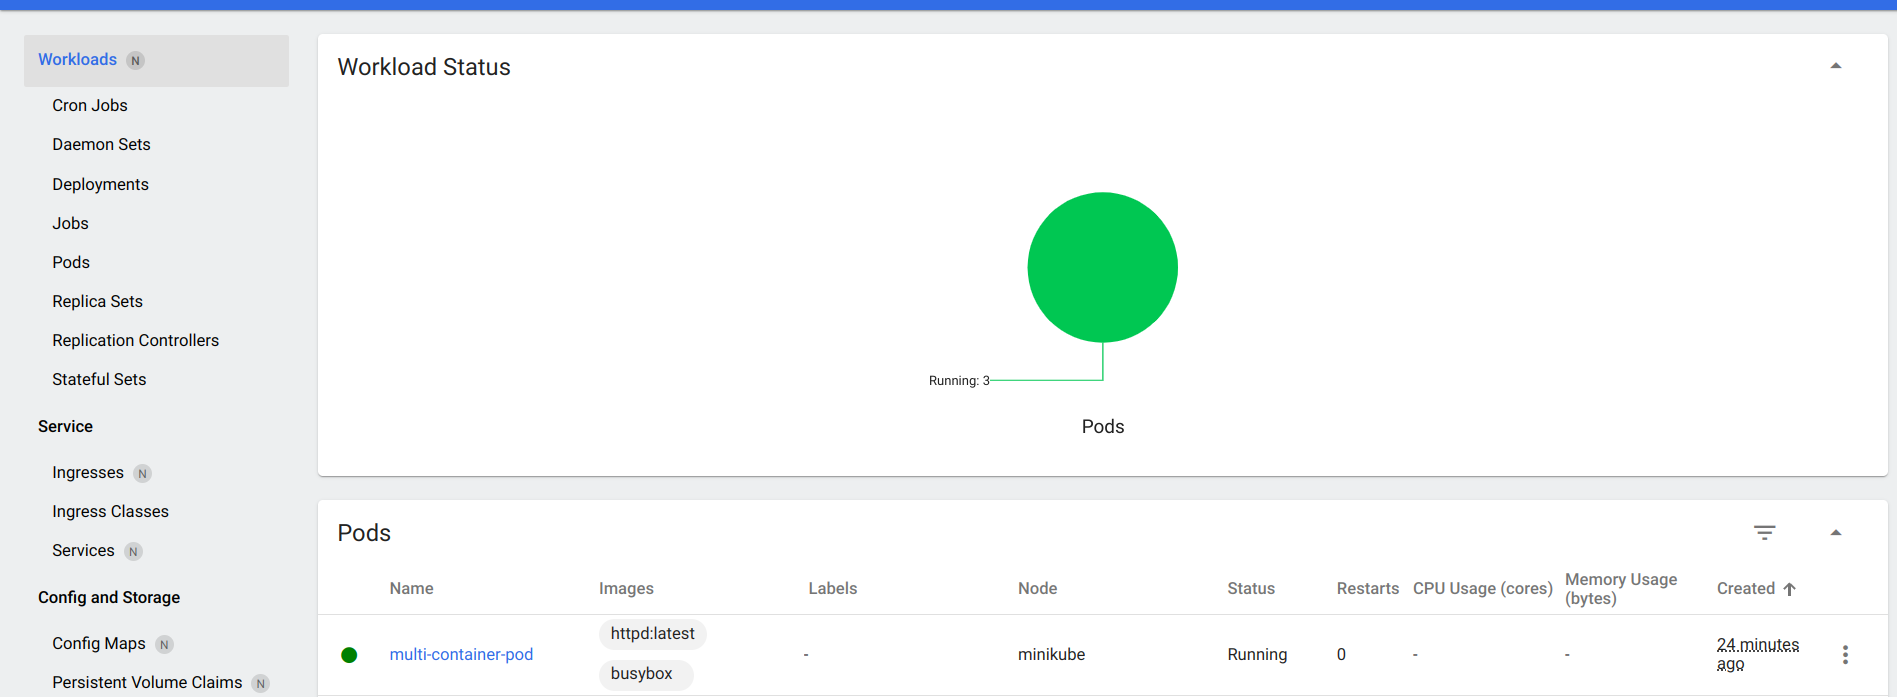 Workloads N
Cron Jobs
Daemon Sets
Deployments
Jobs
Pods
Replica Sets
Replication Controllers
Stateful Sets
Service
Ingresses N
Ingress Classes
Services N
Config and Storage
Config Maps N
Persistent Volume Claims N
Workload Status
Running: 3
Pods
Pods
Name Images Labels Node Status Restarts CPU Usage (cores) Memory Usage (bytes) Created
multi-container-pod httpd:latest busybox - minikube Running 0 - - 24 minutes ago